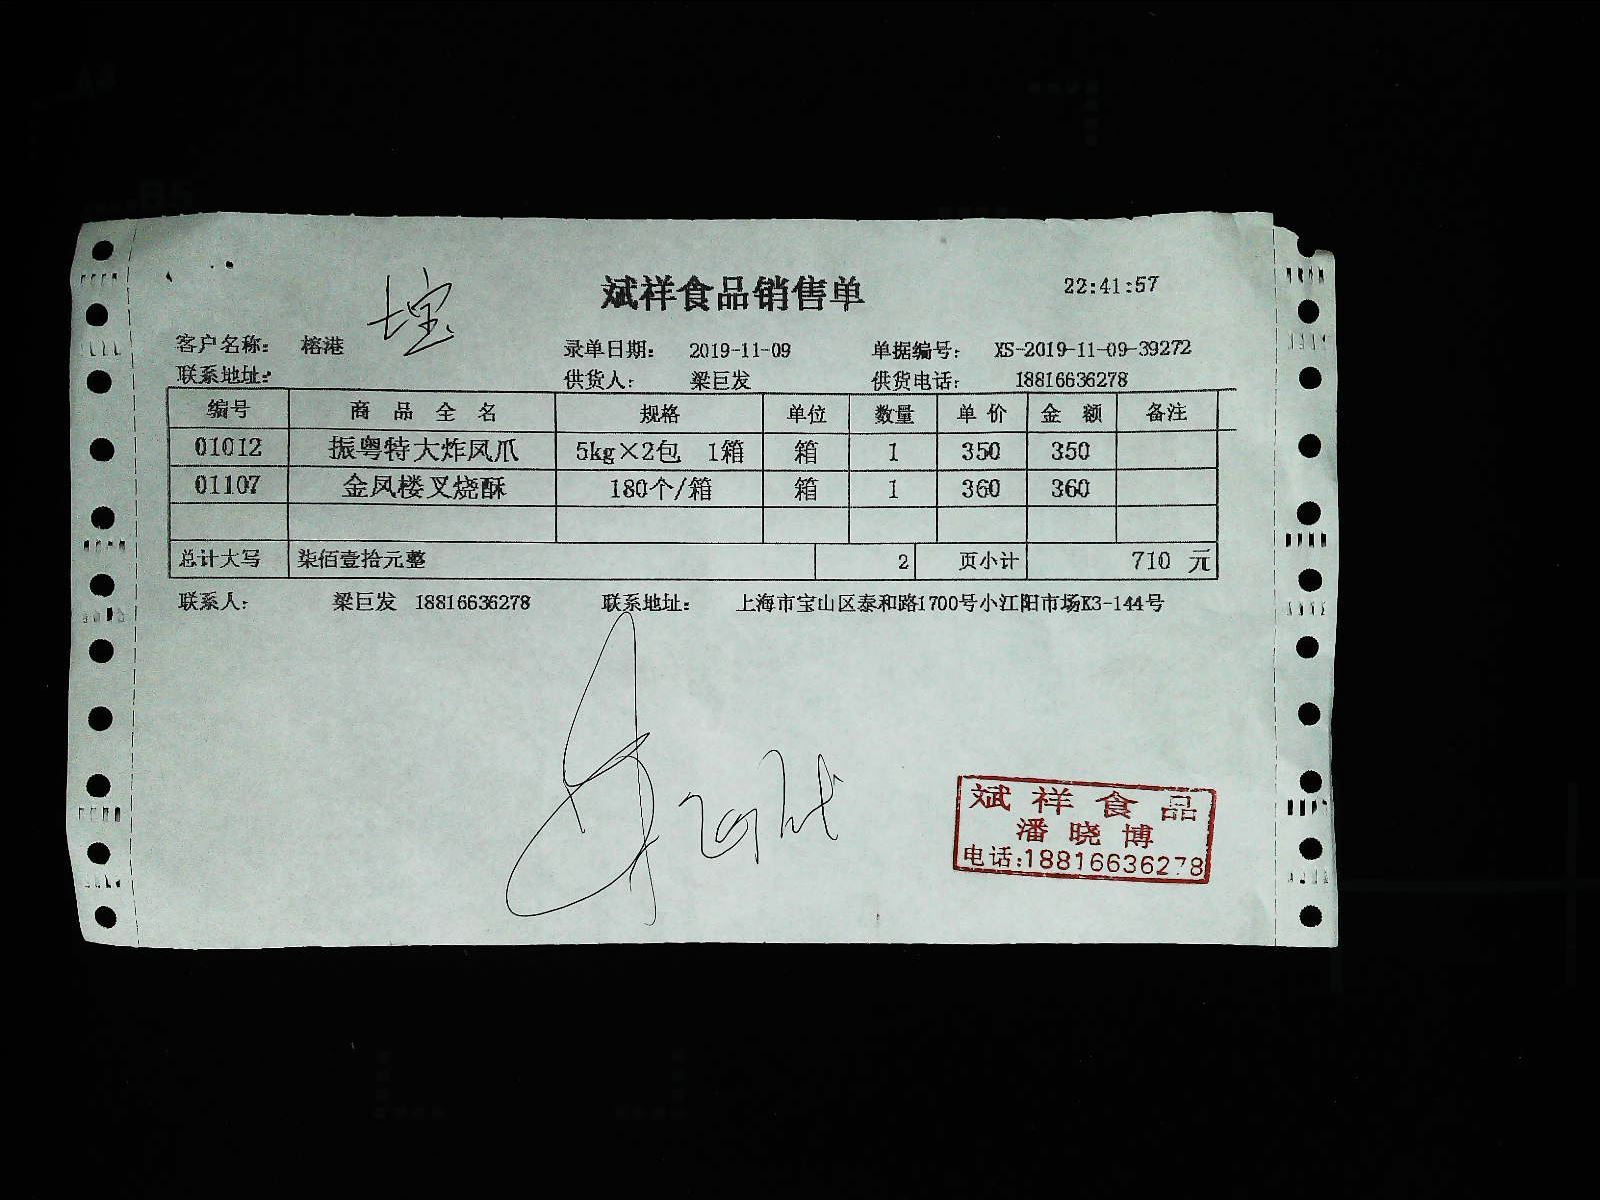 斌祥食品销售单 22:41:57
客户名称： 榕港 录单日期： 2019-11-09 单据编号： XS-2019-11-09-39272
联系地址： 供货人： 梁巨发 供货电话： 18816636278
编号 商品全名 规格 单位 数量 单价 金额 备注
01012 振粤特大炸凤爪 5kg×2包 1箱 箱 1 350 350
01107 金凤楼叉烧酥 180个/箱 箱 1 360 360
总计大写 柒佰壹拾元整 2 页小计 710 元
联系人： 梁巨发 18816636278 联系地址： 上海市宝山区泰和路1700号小江阳市场K3-144号
斌祥食品
潘晓博
电话:18816636278